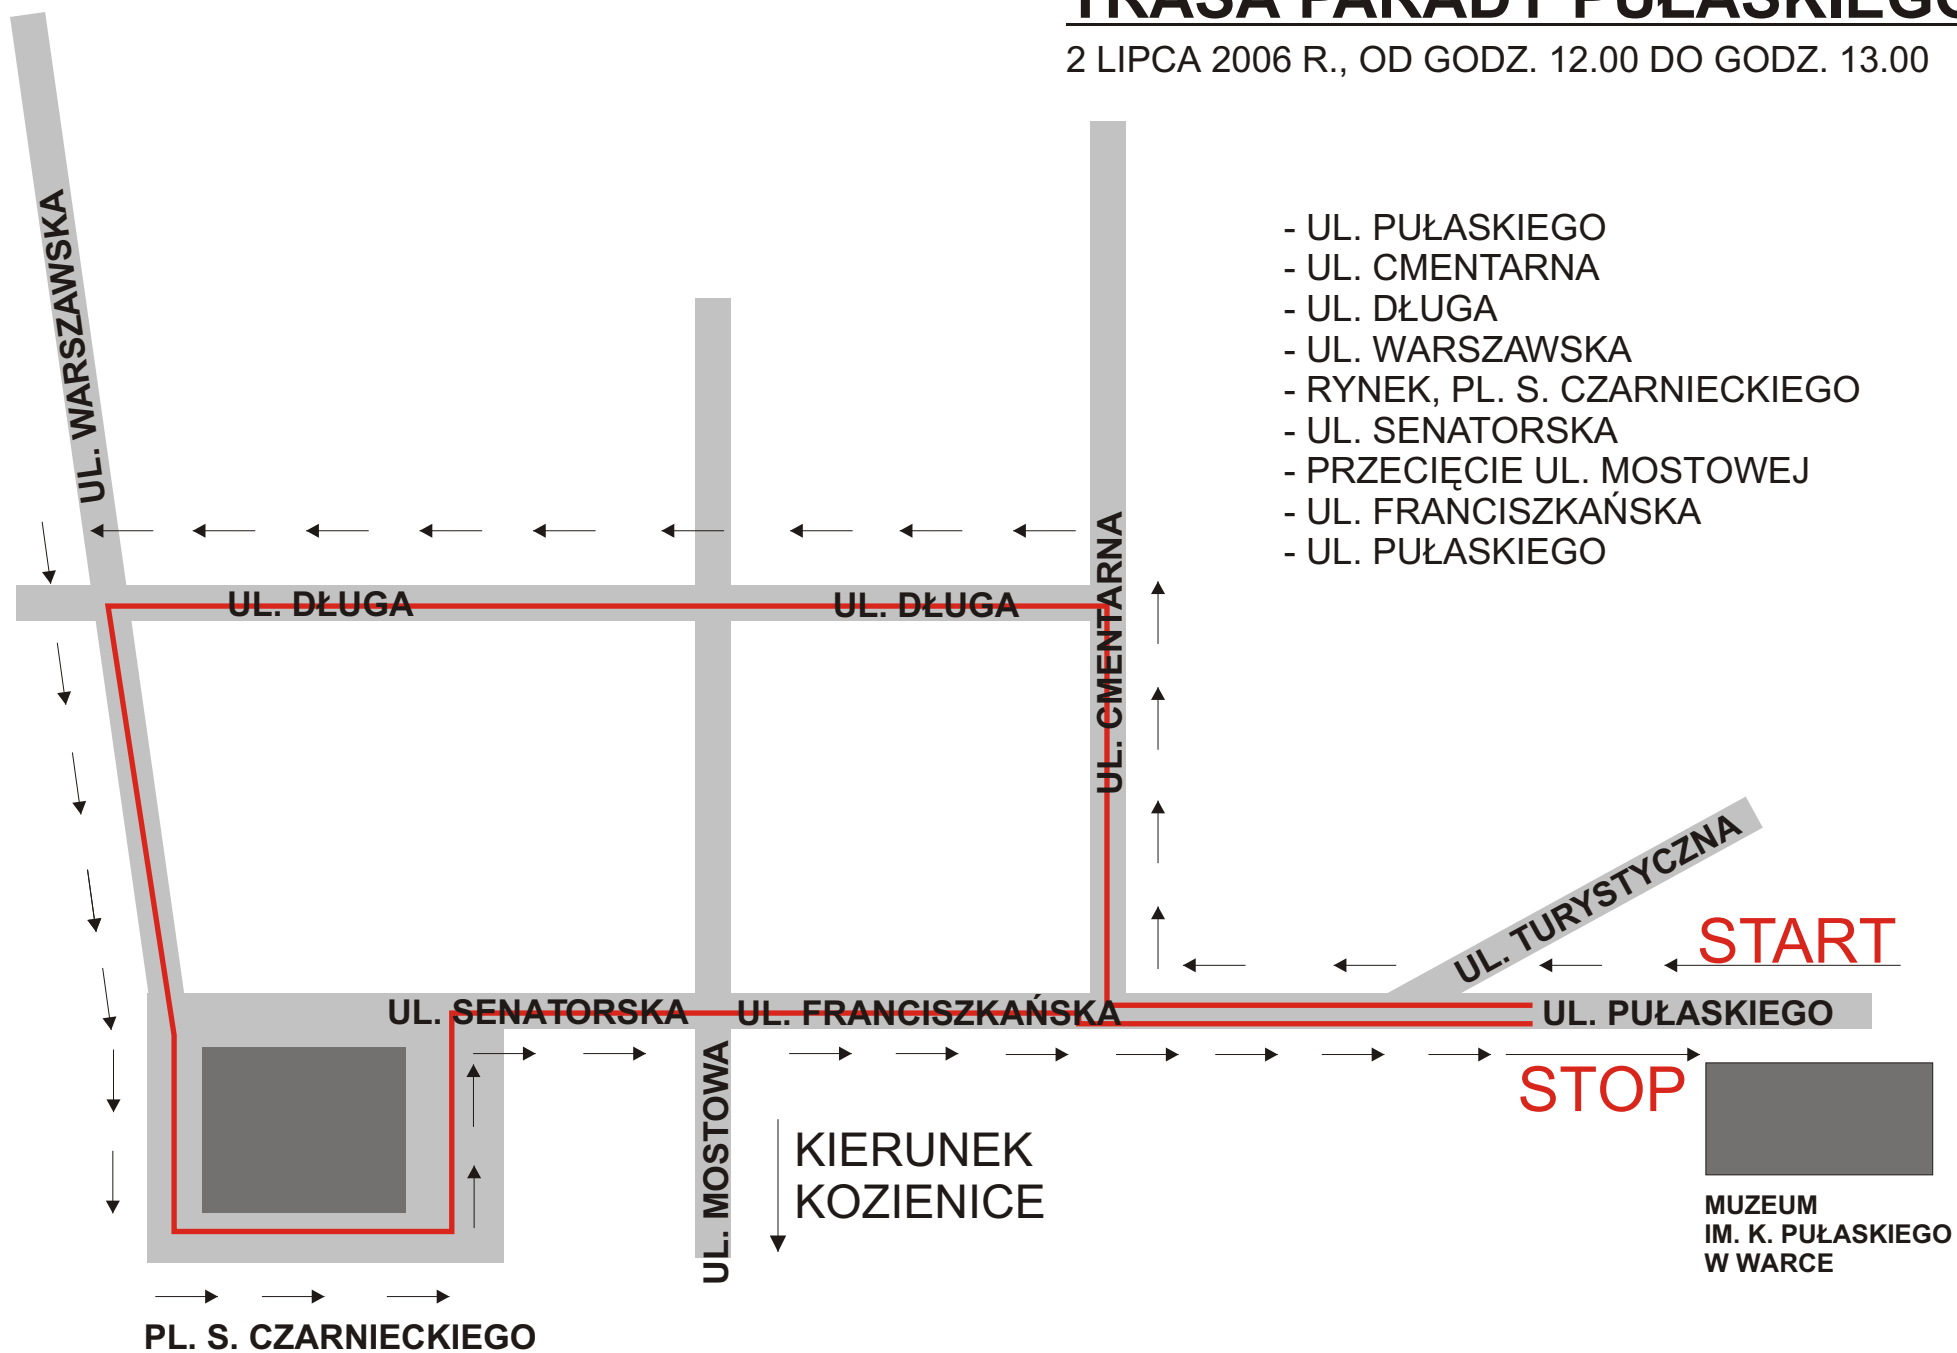 TRASA PARADY PUŁASKIEGO
2 LIPCA 2006 R., OD GODZ. 12.00 DO GODZ. 13.00
- UL. PUŁASKIEGO
- UL. CMENTARNA
- UL. DŁUGA
- UL. WARSZAWSKA
- RYNEK, PL. S. CZARNIECKIEGO
- UL. SENATORSKA
- PRZECIĘCIE UL. MOSTOWEJ
- UL. FRANCISZKAŃSKA
- UL. PUŁASKIEGO
UL. WARSZAWSKA
UL. DŁUGA
UL. DŁUGA
UL. CMENTARNA
UL. TURYSTYCZNA
START
UL. SENATORSKA
UL. FRANCISZKAŃSKA
UL. PUŁASKIEGO
STOP
UL. MOSTOWA
KIERUNEK
KOZIENICE
MUZEUM
IM. K. PUŁASKIEGO
W WARCE
PL. S. CZARNIECKIEGO